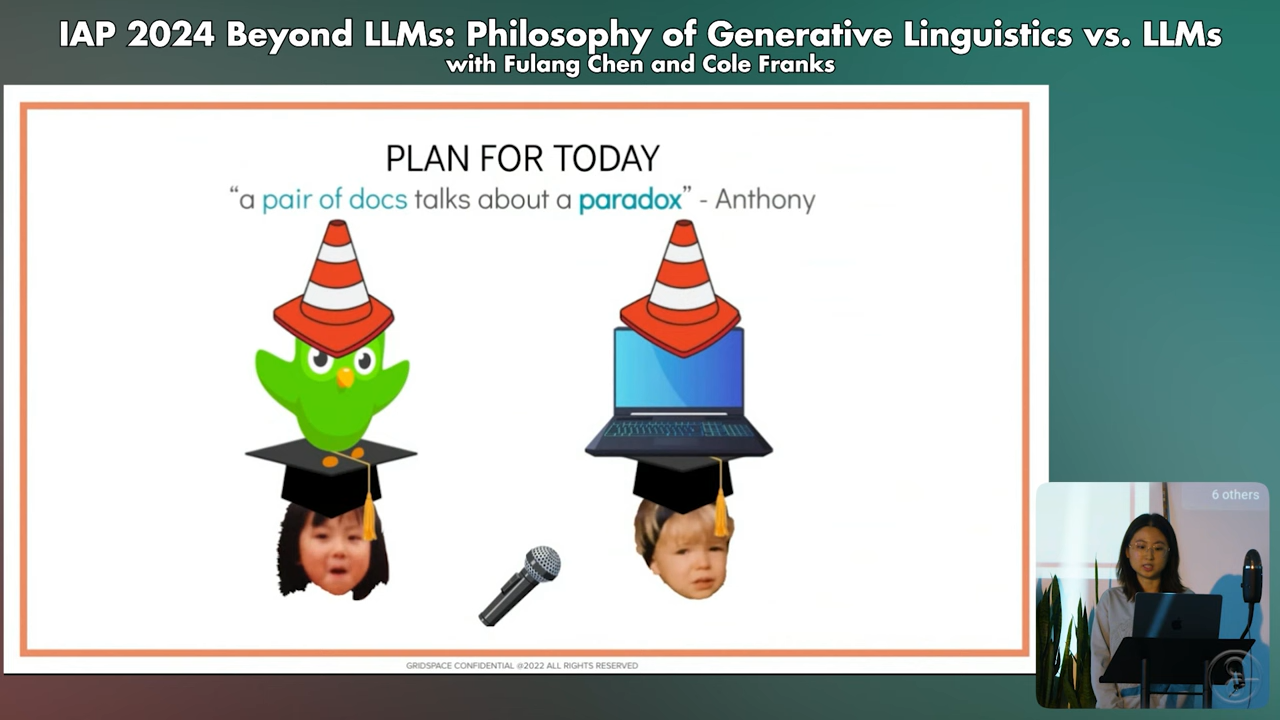 IAP 2024 Beyond LLMs: Philosophy of Generative Linguistics vs. LLMs
with Fulang Chen and Cole Franks
PLAN FOR TODAY
“a pair of docs talks about a paradox” - Anthony
GRIDSPACE CONFIDENTIAL @2022 ALL RIGHTS RESERVED
6 others